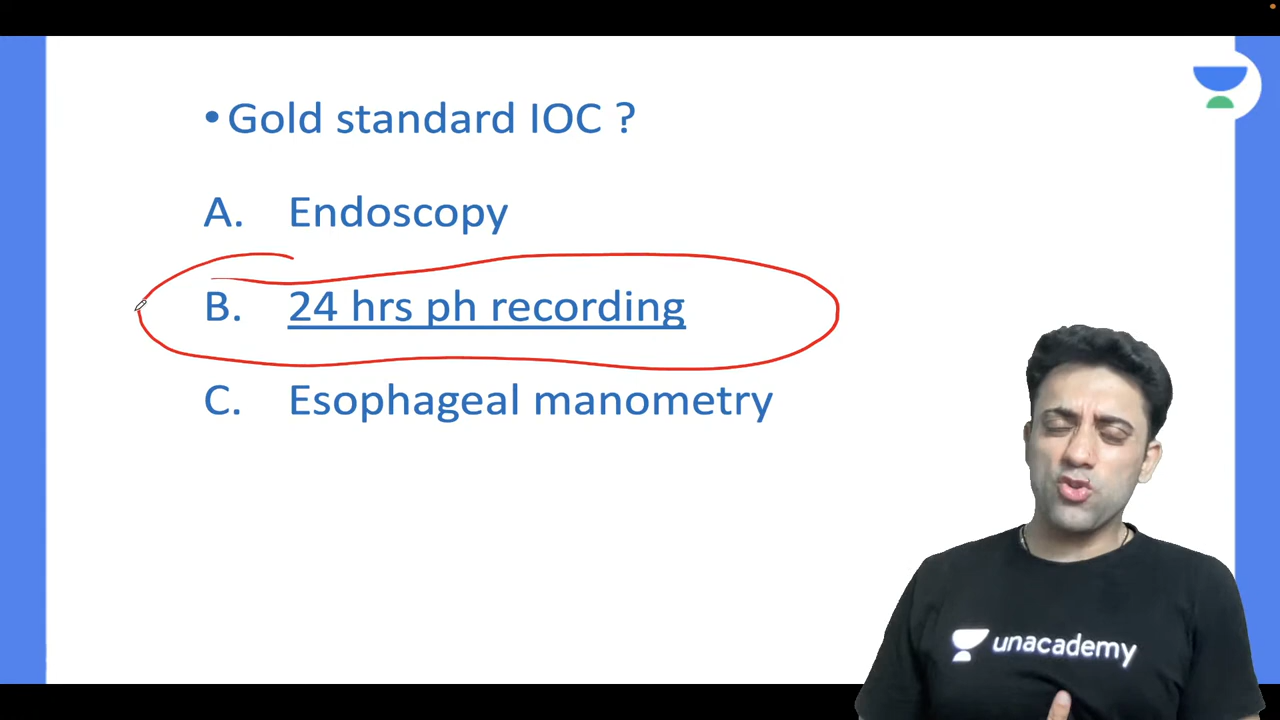 • Gold standard IOC ?
A. Endoscopy
B. 24 hrs ph recording
C. Esophageal manometry
unacademy